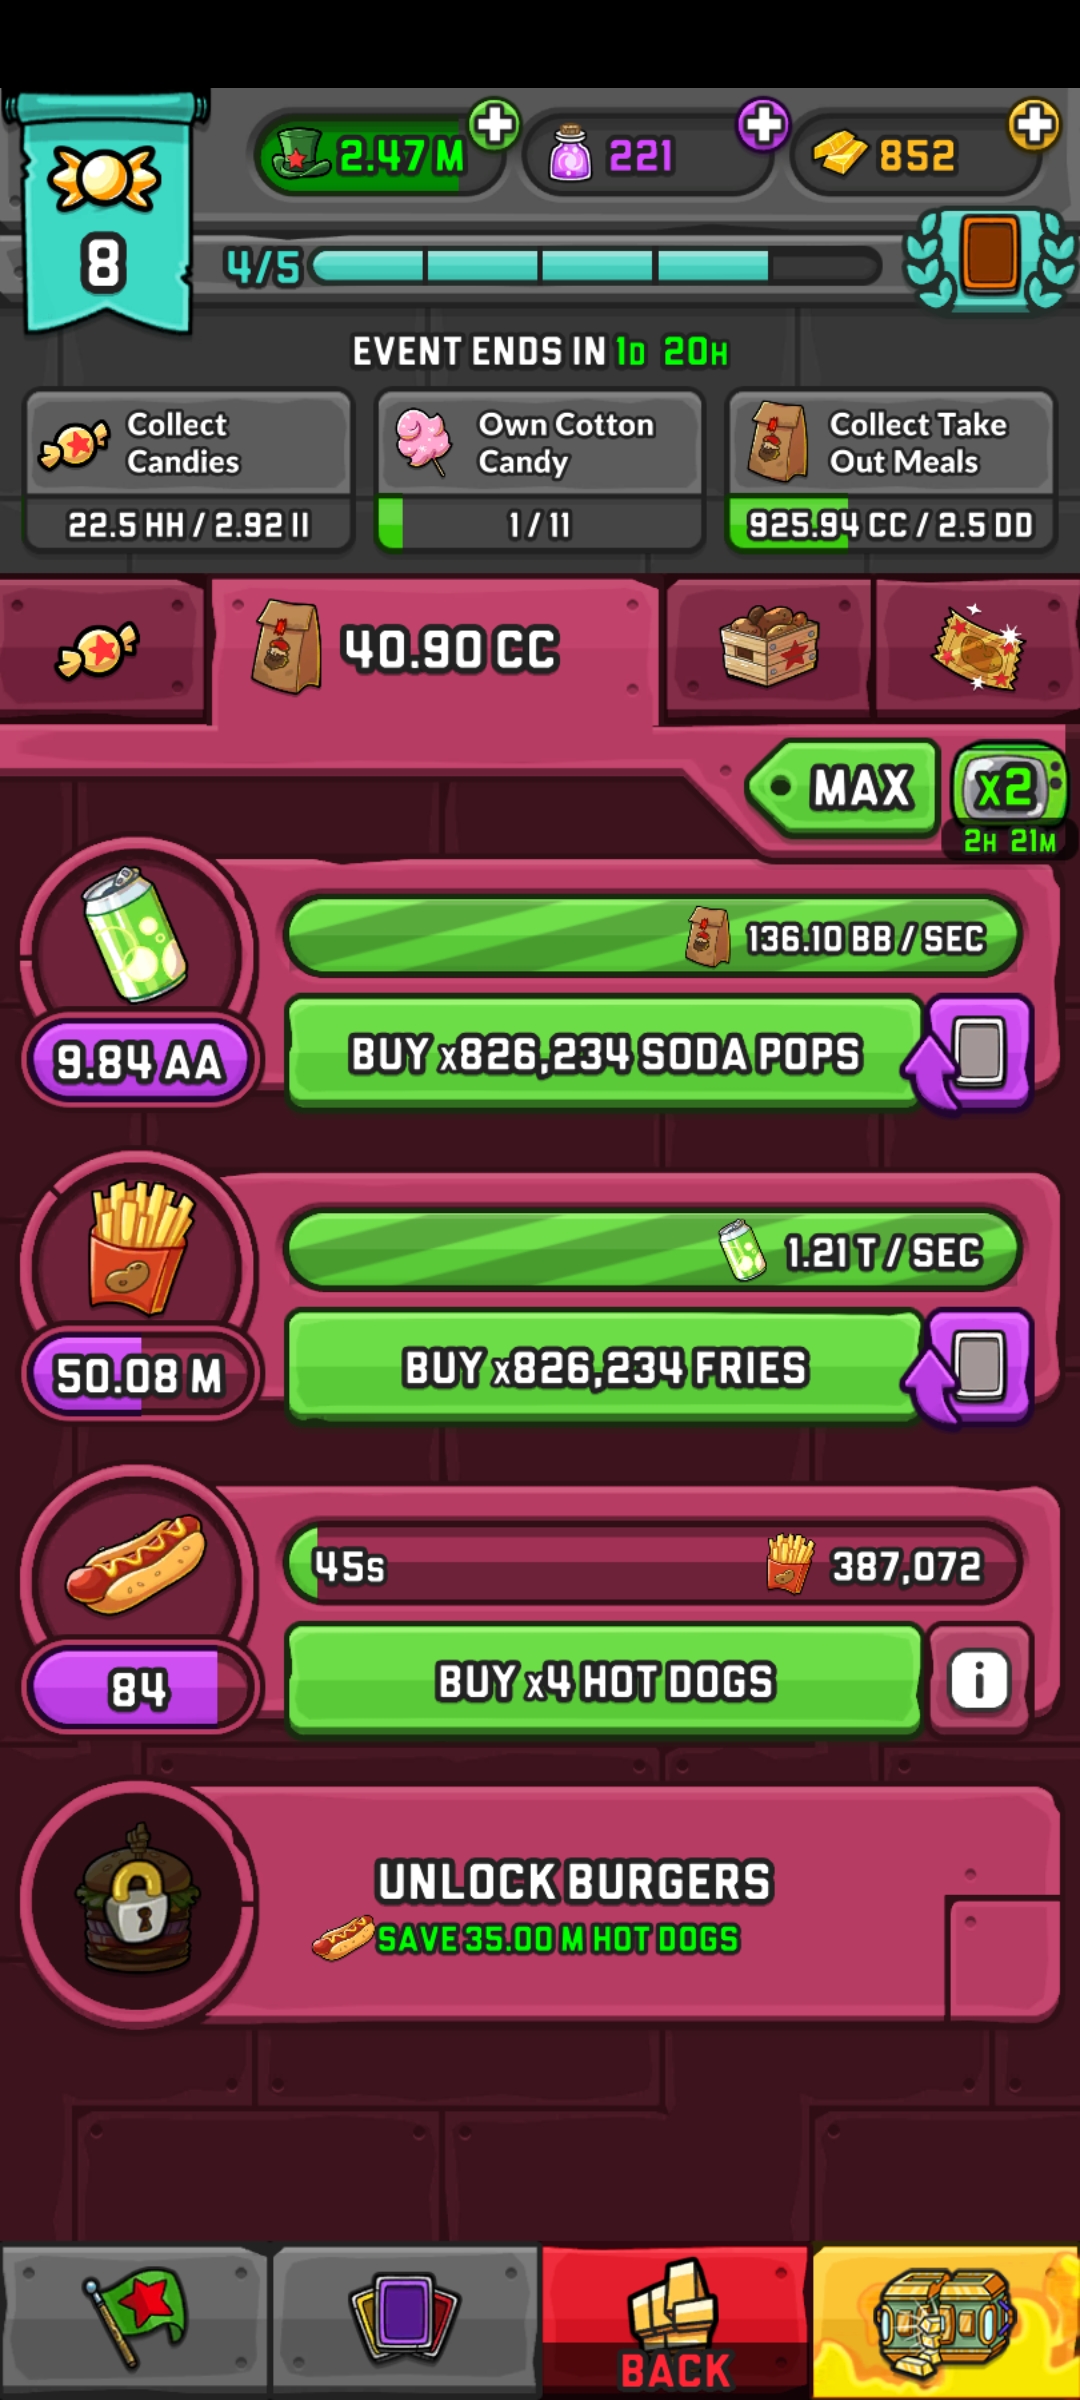 2.47 M
221
852
8
4/5
EVENT ENDS IN 1D 20H
Collect
Candies
22.5 HH / 2.92 II
Own Cotton
Candy
1 / 11
Collect Take
Out Meals
925.94 CC / 2.5 DD
40.90 CC
MAX
x2
2H 21M
136.10 BB / SEC
9.84 AA
BUY x826,234 SODA POPS
1.21 T / SEC
50.08 M
BUY x826,234 FRIES
45s
387,072
84
BUY x4 HOT DOGS
i
UNLOCK BURGERS
SAVE 35.00 M HOT DOGS
BACK